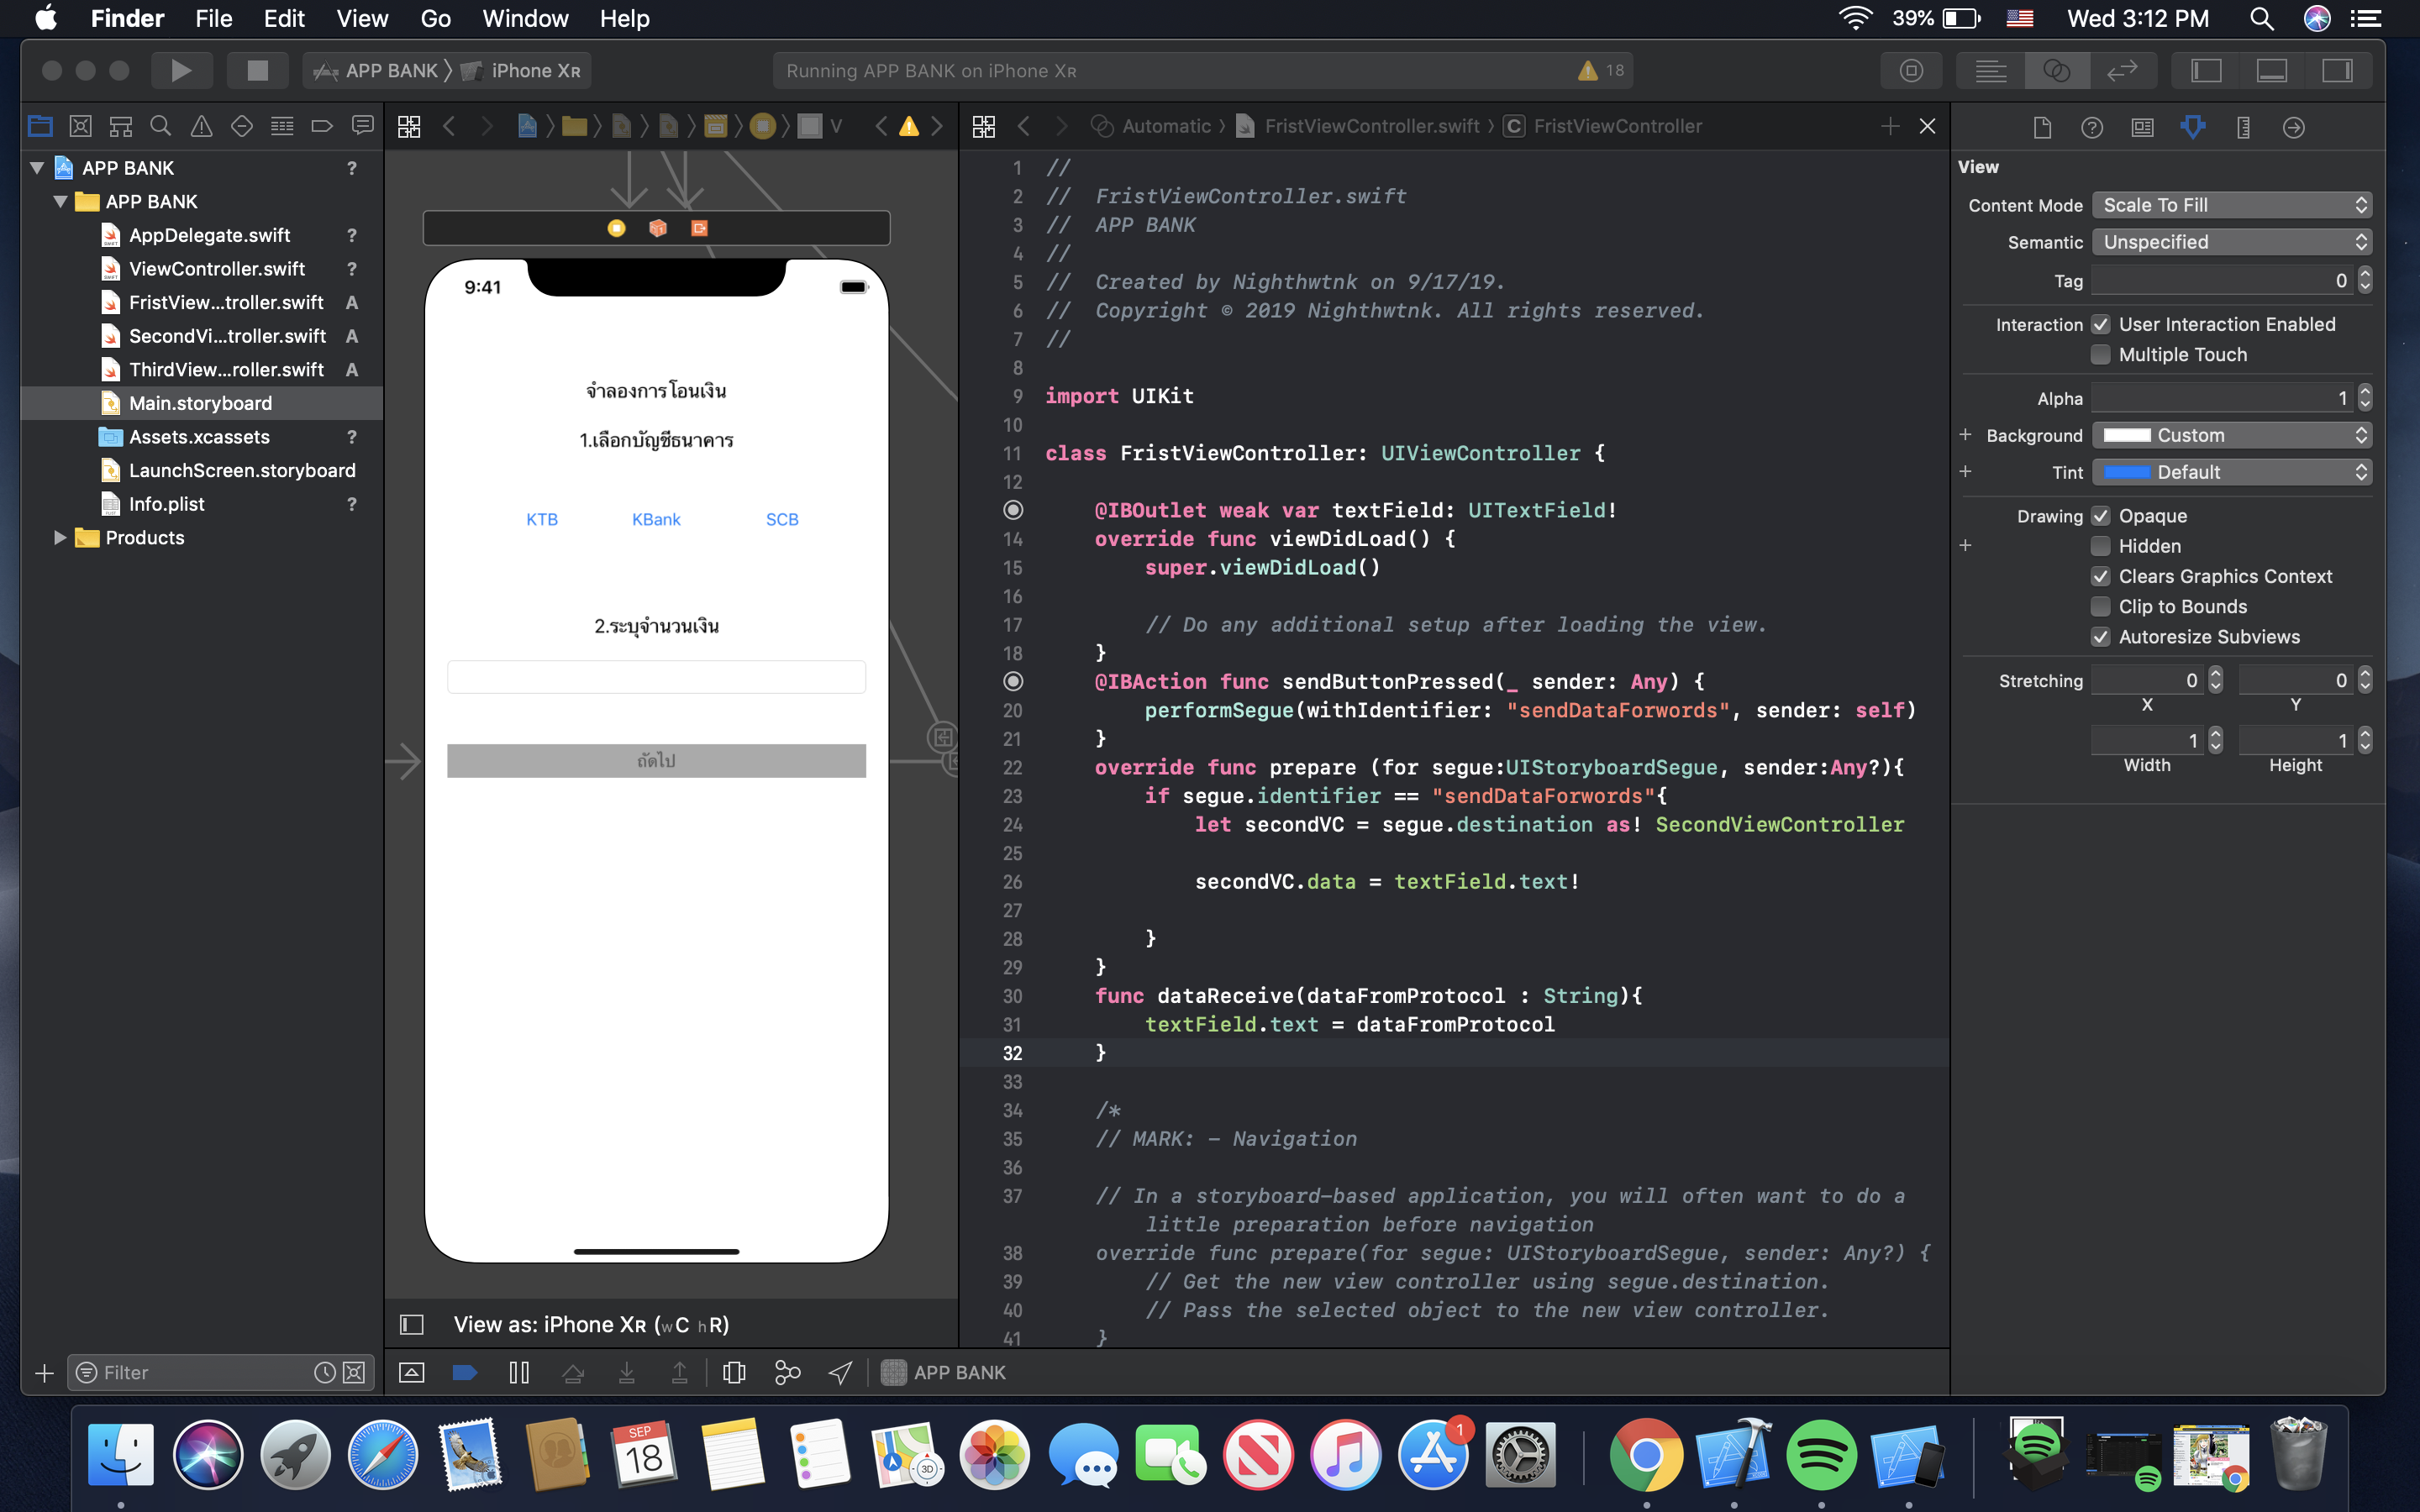 Finder File Edit View Go Window Help 39% Wed 3:12 PM
APP BANK iPhone XR Running APP BANK on iPhone XR 18
V Automatic FristViewController.swift C FristViewController
APP BANK ?
APP BANK
AppDelegate.swift ?
ViewController.swift ?
FristView...troller.swift A
SecondVi...troller.swift A
ThirdView...roller.swift A
Main.storyboard
Assets.xcassets ?
LaunchScreen.storyboard
Info.plist ?
Products
Filter
9:41
จำลองการโอนเงิน
1.เลือกบัญชีธนาคาร
KTB KBank SCB
2.ระบุจำนวนเงิน
ถัดไป
View as: iPhone XR (wC hR)
1 //
2 // FristViewController.swift
3 // APP BANK
4 //
5 // Created by Nighthwtnk on 9/17/19.
6 // Copyright © 2019 Nighthwtnk. All rights reserved.
7 //
8
9 import UIKit
10
11 class FristViewController: UIViewController {
12
@IBOutlet weak var textField: UITextField!
14 override func viewDidLoad() {
15 super.viewDidLoad()
16
17 // Do any additional setup after loading the view.
18 }
@IBAction func sendButtonPressed(_ sender: Any) {
20 performSegue(withIdentifier: "sendDataForwords", sender: self)
21 }
22 override func prepare (for segue:UIStoryboardSegue, sender:Any?){
23 if segue.identifier == "sendDataForwords"{
24 let secondVC = segue.destination as! SecondViewController
25
26 secondVC.data = textField.text!
27
28 }
29 }
30 func dataReceive(dataFromProtocol : String){
31 textField.text = dataFromProtocol
32 }
33
34 /*
35 // MARK: - Navigation
36
37 // In a storyboard-based application, you will often want to do a
little preparation before navigation
38 override func prepare(for segue: UIStoryboardSegue, sender: Any?) {
39 // Get the new view controller using segue.destination.
40 // Pass the selected object to the new view controller.
41 }
APP BANK
View
Content Mode Scale To Fill
Semantic Unspecified
Tag 0
Interaction User Interaction Enabled
Multiple Touch
Alpha 1
Background Custom
Tint Default
Drawing Opaque
Hidden
Clears Graphics Context
Clip to Bounds
Autoresize Subviews
Stretching 0 0
X Y
1 1
Width Height
SEP
18
3D
1